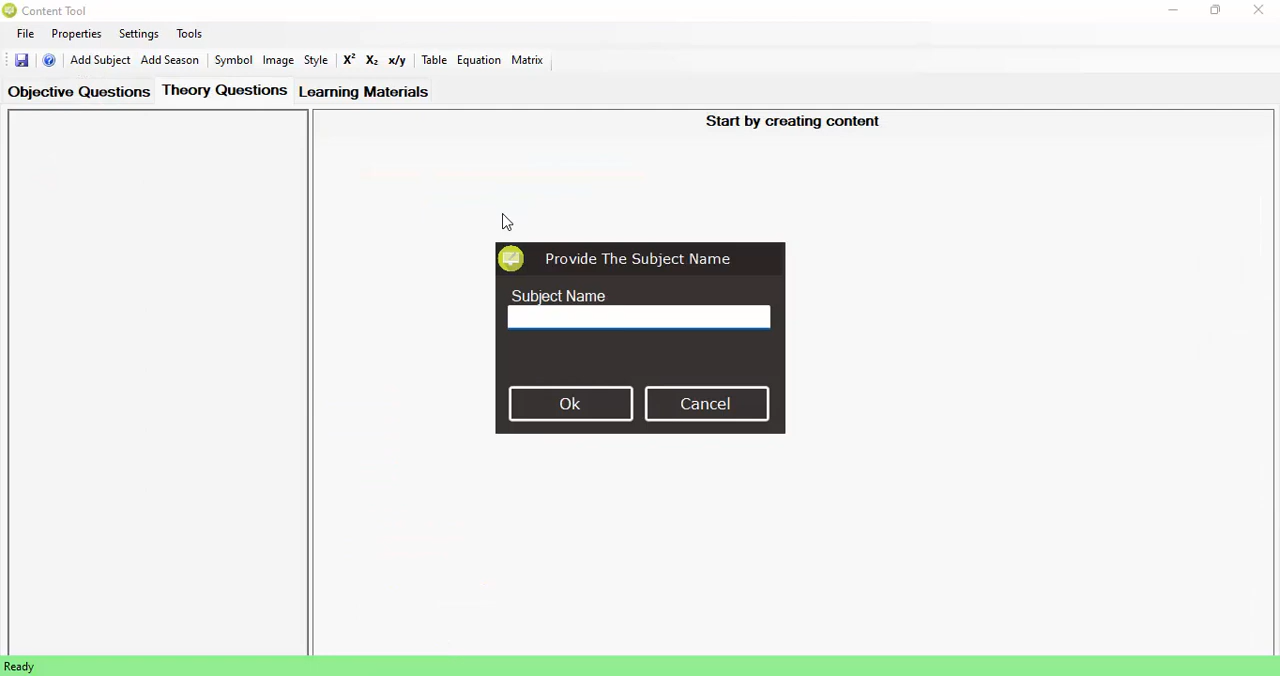 Content Tool
File Properties Settings Tools
Add Subject Add Season Symbol Image Style X² X₂ x/y Table Equation Matrix
Objective Questions Theory Questions Learning Materials
Start by creating content
Provide The Subject Name
Subject Name
Ok Cancel
Ready